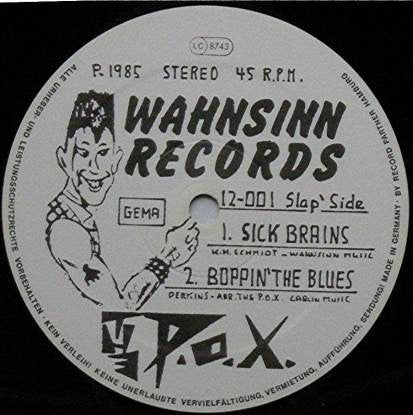 LC 8743
P. 1985 STEREO 45 R.P.M.
WAHNSINN
RECORDS
12-001 Slap' Side
GEMA
1. SICK BRAINS
K.H. SCHMIDT - WAHNSINN MUSIC
2. BOPPIN' THE BLUES
PERKINS - ABR. THE P.O.X. - CARLIN MUSIC
P.O.X.
ALLE URHEBER- UND LEISTUNGSSCHUTZRECHTE VORBEHALTEN · KEIN VERLEIH! KEINE UNERLAUBTE VERVIELFÄLTIGUNG, VERMIETUNG, AUFFÜHRUNG, SENDUNG! MADE IN GERMANY · BY RECORD PARTNER HAMBURG